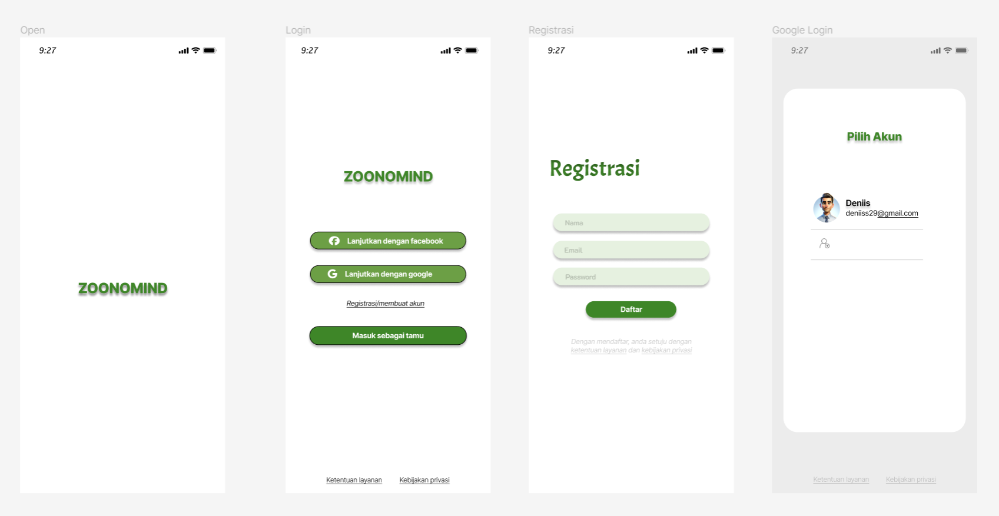 Open
9:27
ZOONOMIND
Login
9:27
ZOONOMIND
Lanjutkan dengan facebook
Lanjutkan dengan google
Registrasi/membuat akun
Masuk sebagai tamu
Ketentuan layanan Kebijakan privasi
Registrasi
9:27
Registrasi
Nama
Email
Password
Daftar
Dengan mendaftar, anda setuju dengan
ketentuan layanan dan kebijakan privasi
Google Login
9:27
Pilih Akun
Deniis
deniiss29@gmail.com
Ketentuan layanan Kebijakan privasi